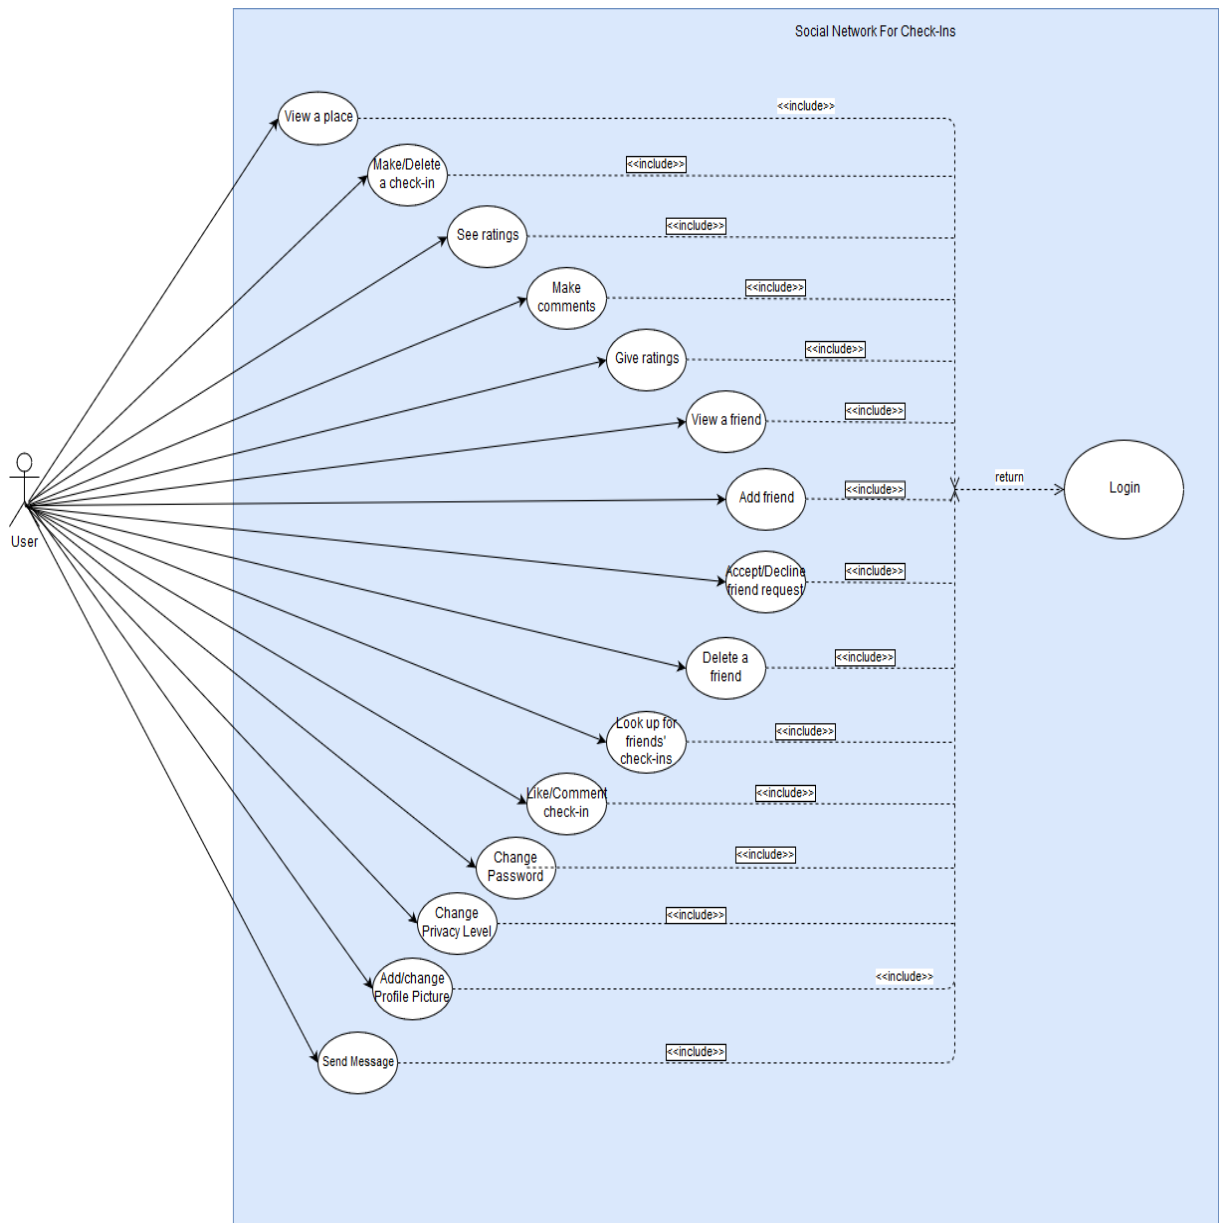 Social Network For Check-Ins
View a place
<<include>>
Make/Delete
a check-in
<<include>>
See ratings
<<include>>
Make
comments
<<include>>
Give ratings
<<include>>
View a friend
<<include>>
Add friend
<<include>>
return
Login
User
Accept/Decline
friend request
<<include>>
Delete a
friend
<<include>>
Look up for
friends'
check-ins
<<include>>
Like/Comment
check-in
<<include>>
Change
Password
<<include>>
Change
Privacy Level
<<include>>
Add/change
Profile Picture
<<include>>
Send Message
<<include>>